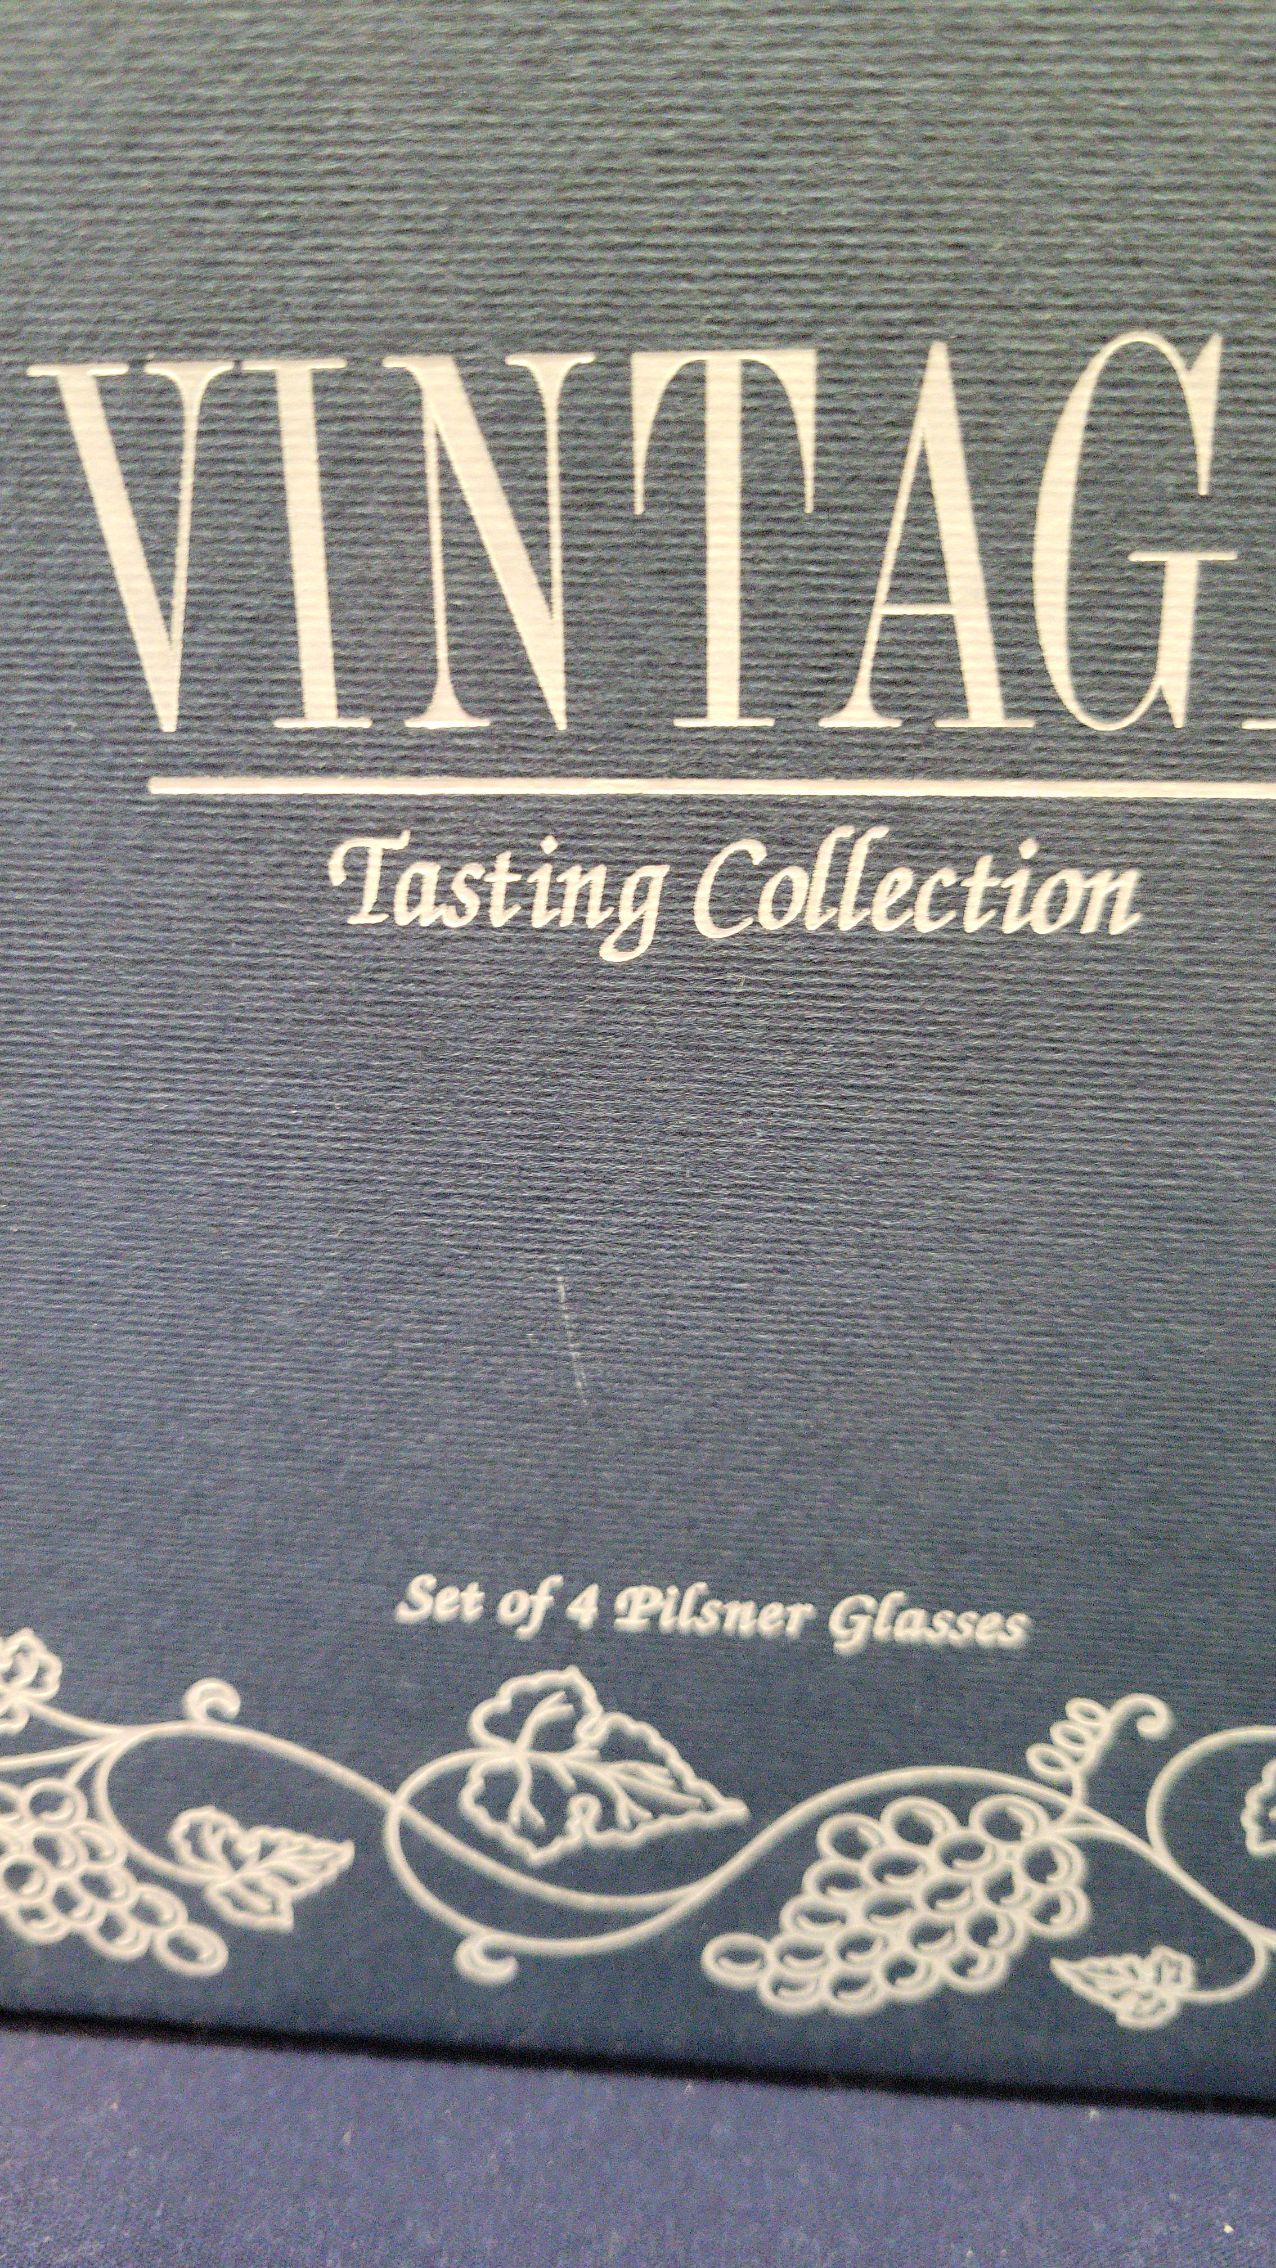 VINTAG
Tasting Collection
Set of 4 Pilsner Glasses